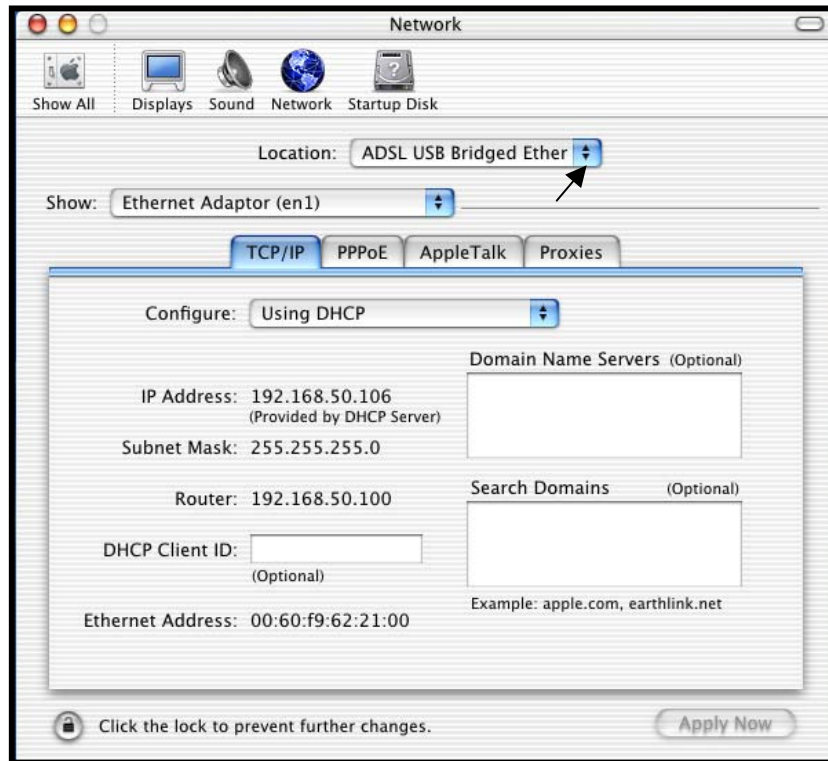 Network
Show All Displays Sound Network Startup Disk
Location: ADSL USB Bridged Ether
Show: Ethernet Adaptor (en1)
TCP/IP PPPoE AppleTalk Proxies
Configure: Using DHCP
Domain Name Servers (Optional)
IP Address: 192.168.50.106
(Provided by DHCP Server)
Subnet Mask: 255.255.255.0
Search Domains (Optional)
Router: 192.168.50.100
DHCP Client ID:
(Optional)
Example: apple.com, earthlink.net
Ethernet Address: 00:60:f9:62:21:00
Click the lock to prevent further changes.
Apply Now